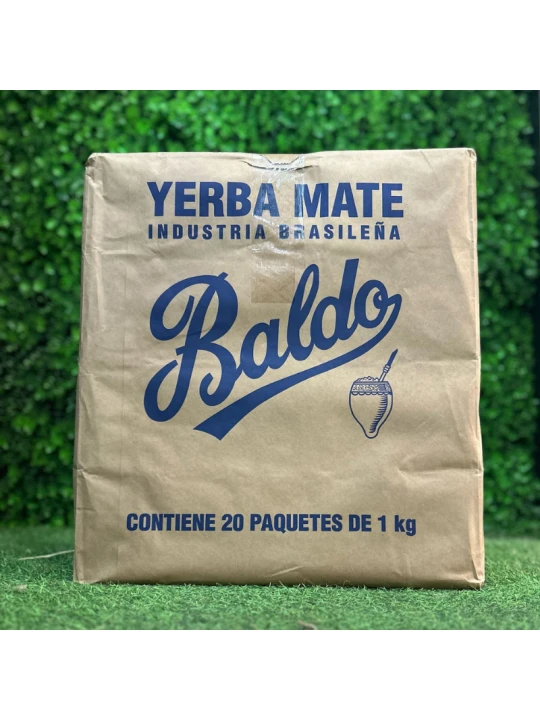 YERBA MATE
INDUSTRIA BRASILEÑA
Baldo
CONTIENE 20 PAQUETES DE 1 kg